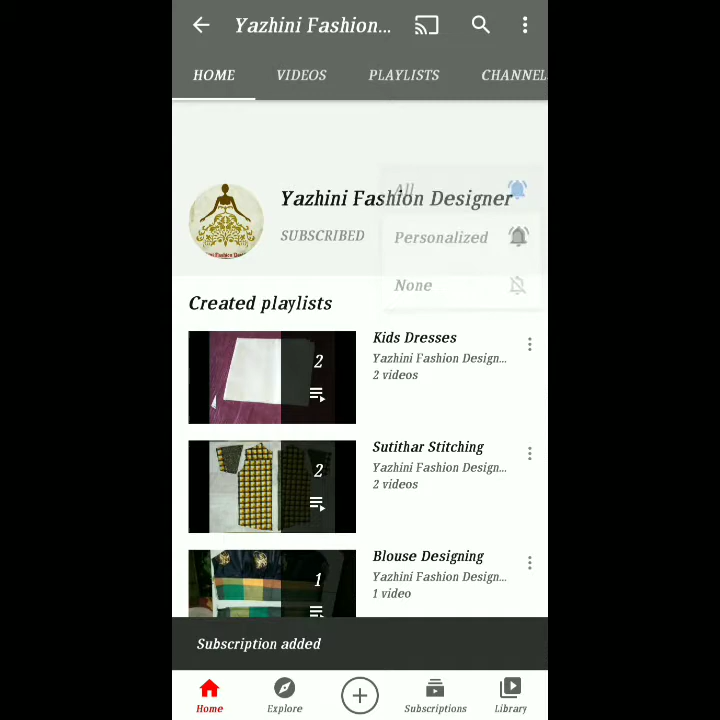 Yazhini Fashion...
HOME VIDEOS PLAYLISTS CHANNEL
All
Yazhini Fashion Designer
SUBSCRIBED
Personalized
None
Created playlists
2
Kids Dresses
Yazhini Fashion Design...
2 videos
2
Sutithar Stitching
Yazhini Fashion Design...
2 videos
1
Blouse Designing
Yazhini Fashion Design...
1 video
Subscription added
Home Explore Subscriptions Library